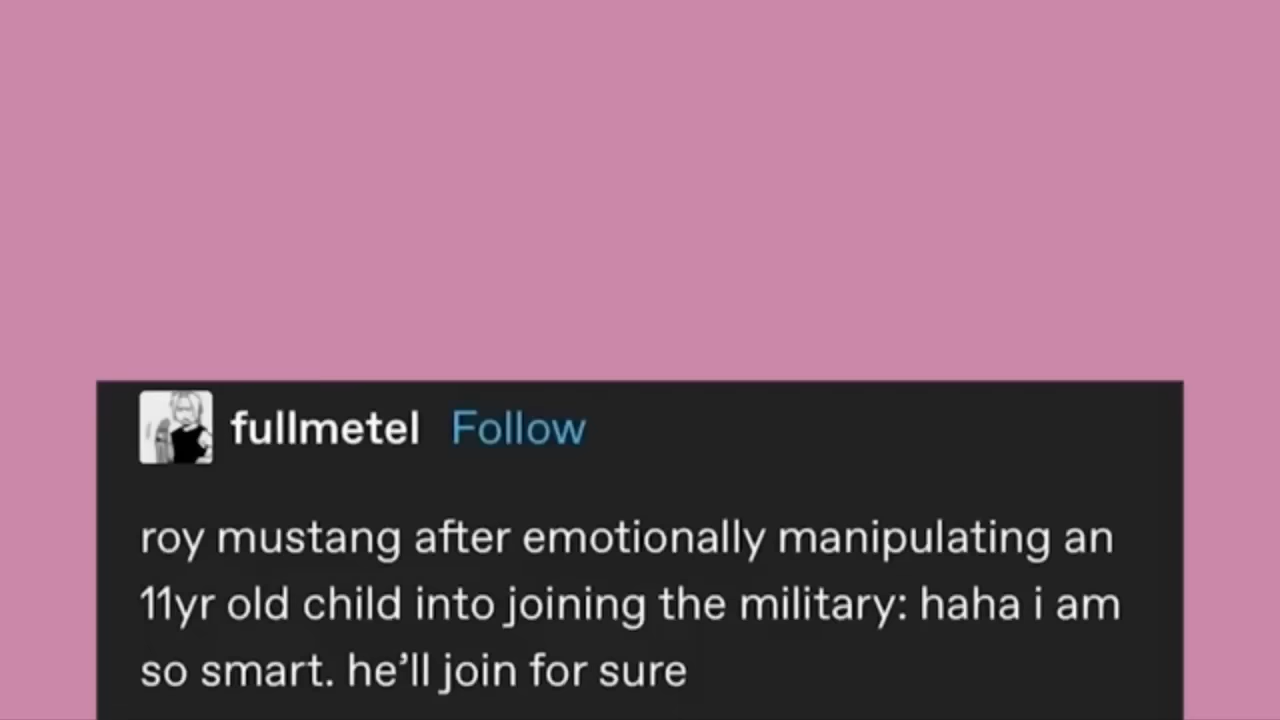 fullmetel Follow
roy mustang after emotionally manipulating an
11yr old child into joining the military: haha i am
so smart. he’ll join for sure